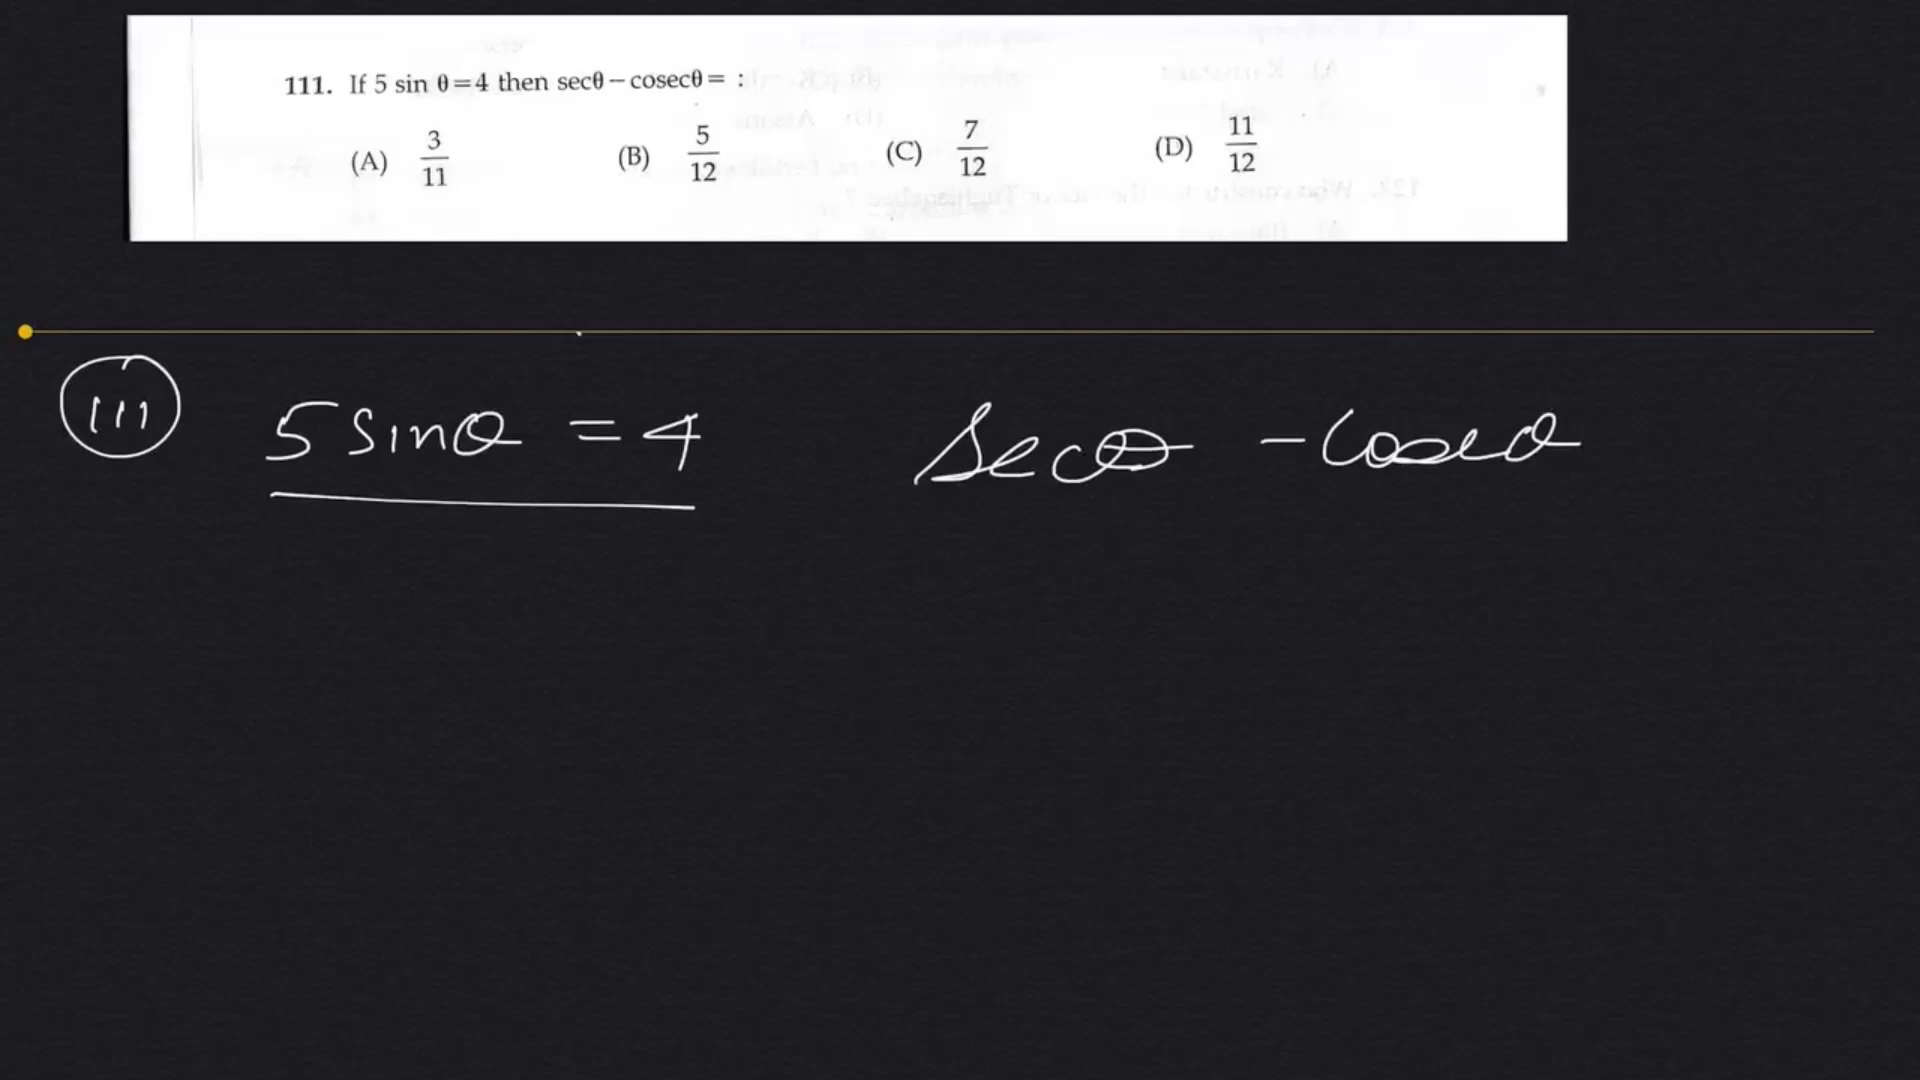 111. If 5 sin θ=4 then secθ−cosecθ= :
(A) 3/11 (B) 5/12 (C) 7/12 (D) 11/12
111 5 sinθ = 4 secθ − cosecθ